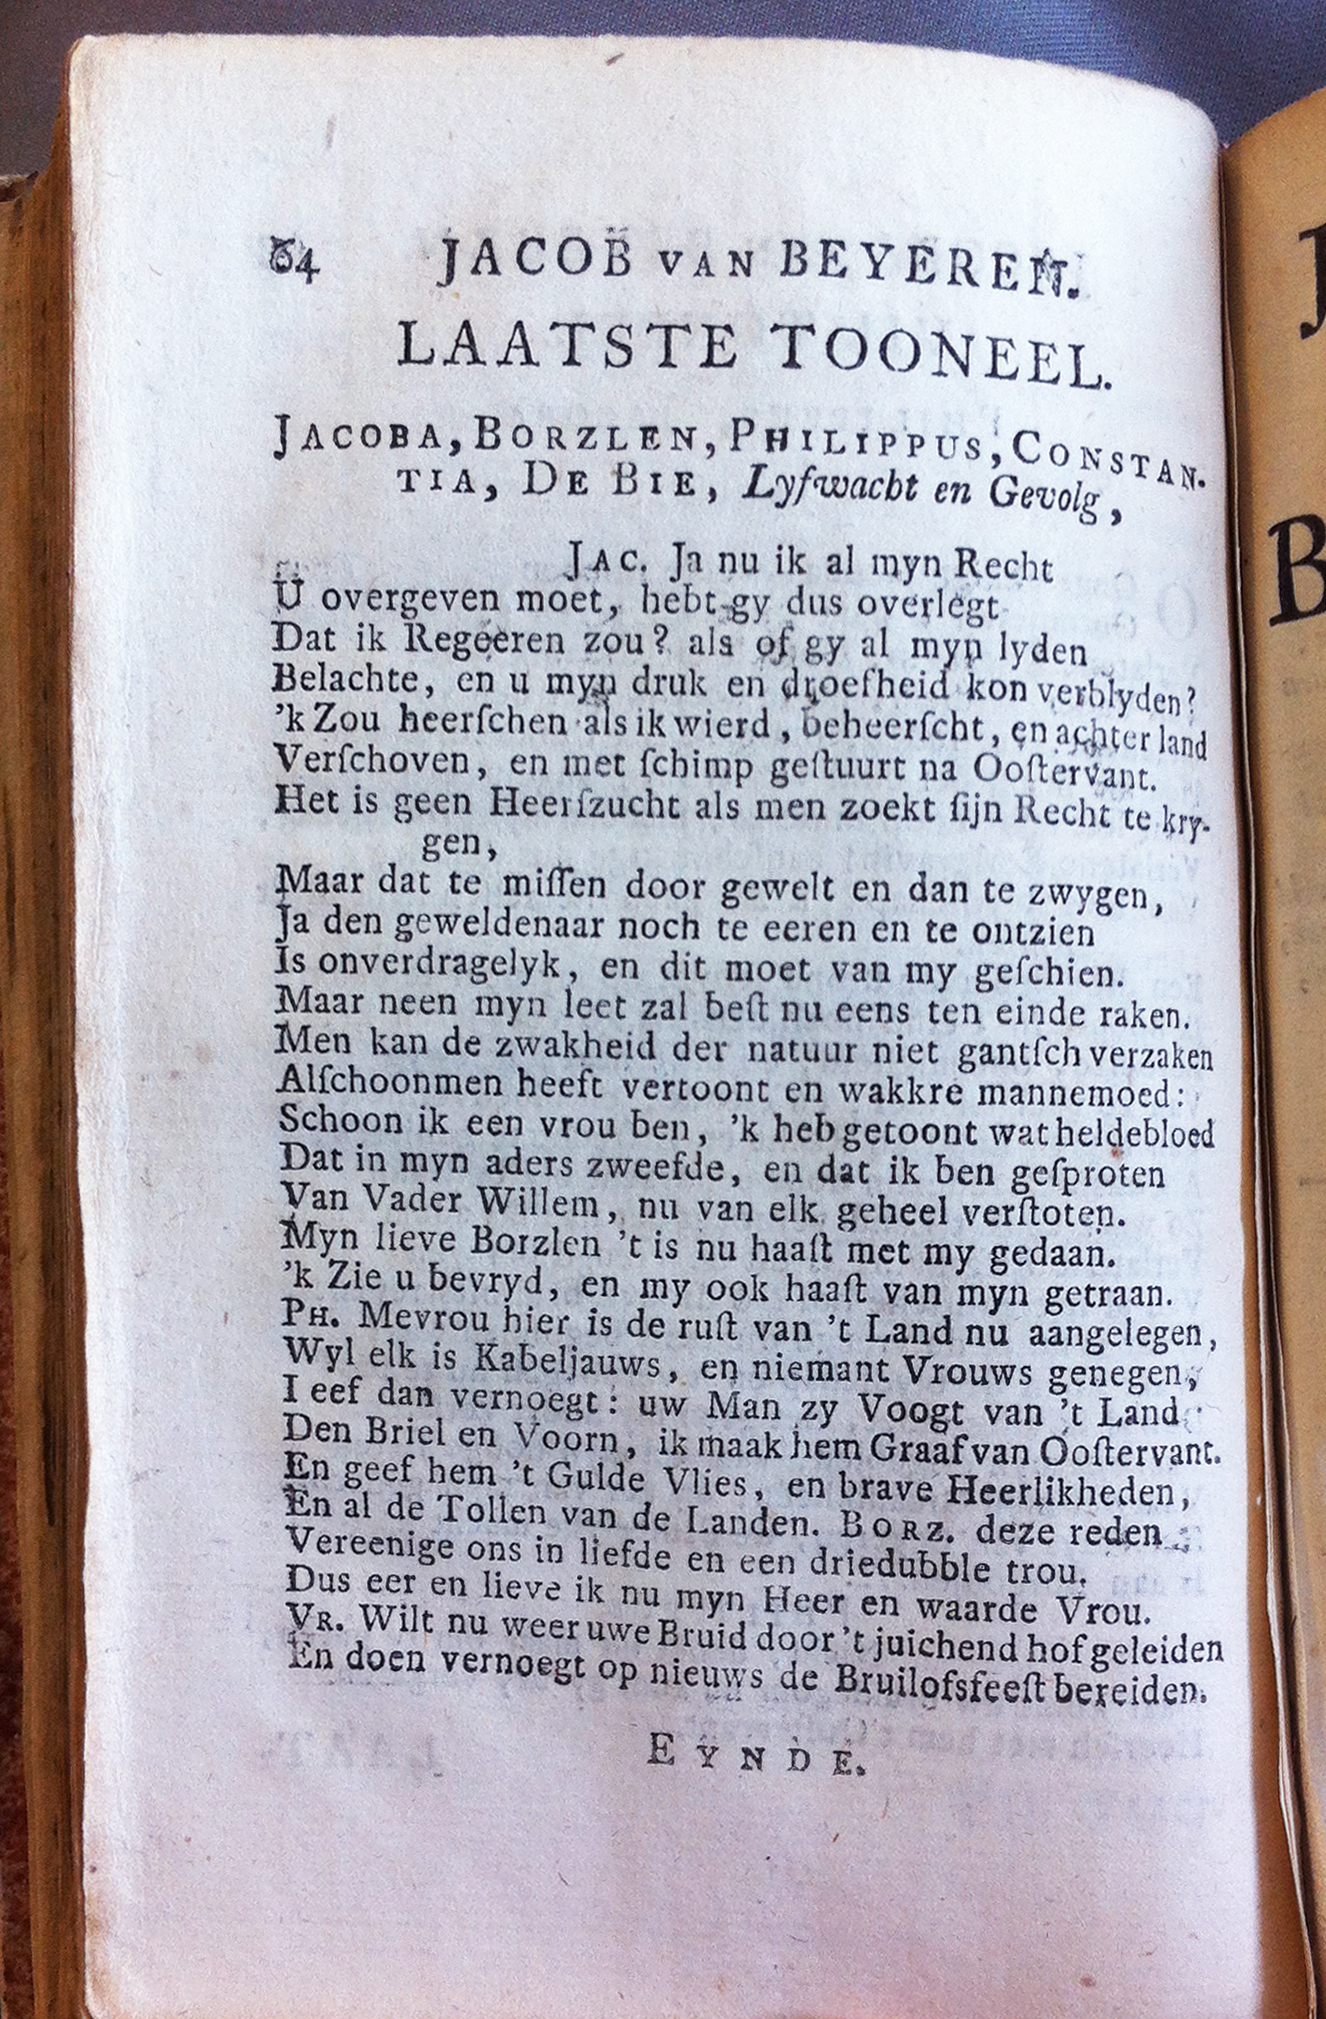 64 JACOB VAN BEYEREN.
LAATSTE TOONEEL.
JACOBA, BORZLEN, PHILIPPUS, CONSTAN-
TIA, DE BIE, Lyfwacht en Gevolg,
JAC. Ja nu ik al myn Recht
U overgeven moet, hebt gy dus overlegt
Dat ik Regeeren zou? als of gy al myn lyden
Belachte, en u myn druk en droefheid kon verblyden?
'k Zou heerſchen als ik wierd, beheerſcht, en achter land
Verſchoven, en met ſchimp geſtuurt na Ooſtervant.
Het is geen Heerſzucht als men zoekt ſijn Recht te kry-
gen,
Maar dat te miſſen door gewelt en dan te zwygen,
Ja den geweldenaar noch te eeren en te ontzien
Is onverdragelyk, en dit moet van my geſchien.
Maar neen myn leet zal beſt nu eens ten einde raken.
Men kan de zwakheid der natuur niet gantſch verzaken
Alſchoonmen heeft vertoont en wakkre mannemoed:
Schoon ik een vrou ben, 'k heb getoont wat heldebloed
Dat in myn aders zweefde, en dat ik ben geſproten
Van Vader Willem, nu van elk geheel verſtoten.
Myn lieve Borzlen 't is nu haaſt met my gedaan.
'k Zie u bevryd, en my ook haaſt van myn getraan.
PH. Mevrou hier is de ruſt van 't Land nu aangelegen,
Wyl elk is Kabeljauws, en niemant Vrouws genegen,
Leef dan vernoegt: uw Man zy Voogt van 't Land
Den Briel en Voorn, ik maak hem Graaf van Ooſtervant.
En geef hem 't Gulde Vlies, en brave Heerlikheden,
En al de Tollen van de Landen. BORZ. deze reden
Vereenige ons in liefde en een driedubble trou.
Dus eer en lieve ik nu myn Heer en waarde Vrou.
VR. Wilt nu weer uwe Bruid door 't juichend hof geleiden
En doen vernoegt op nieuws de Bruilofsfeeſt bereiden.
EYNDE.
J
B